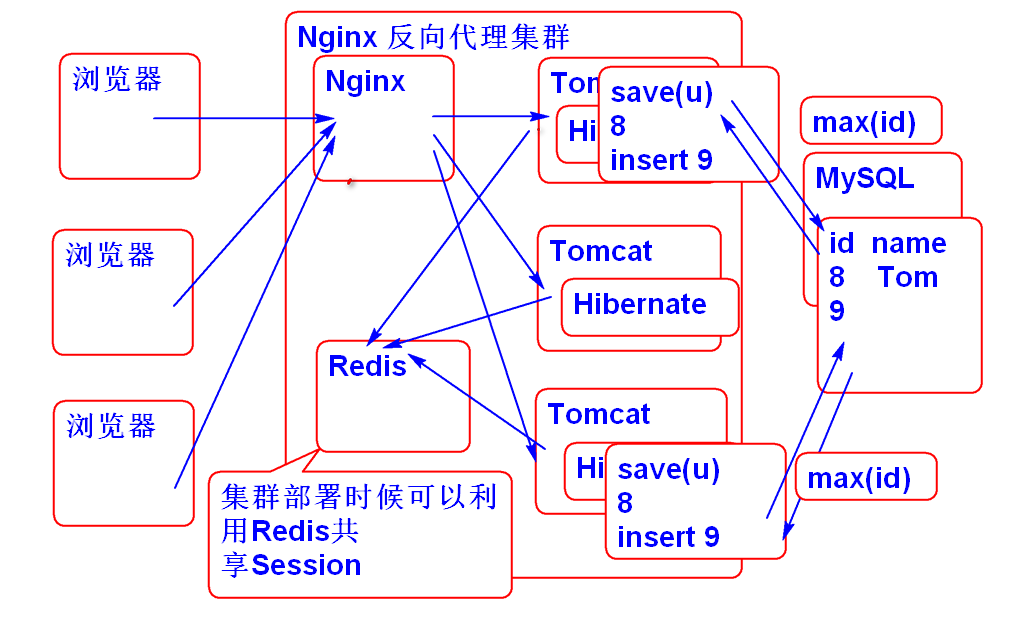 Nginx 反向代理集群
浏览器
Nginx
Tom
Hi
save(u)
8
insert 9
max(id)
MySQL
id name
8 Tom
9
浏览器
Tomcat
Hibernate
Redis
浏览器
Tomcat
Hi
save(u)
8
insert 9
max(id)
集群部署时候可以利
用Redis共
享Session